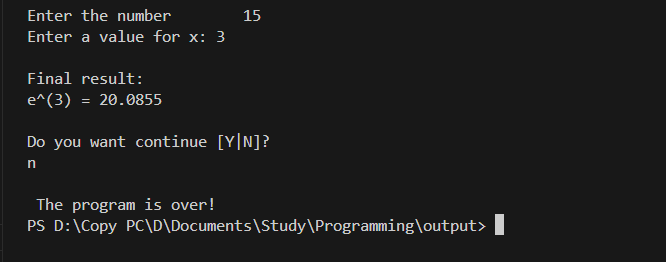 Enter the number        15
Enter a value for x: 3
Final result:
e^(3) = 20.0855
Do you want continue [Y|N]?
n
The program is over!
PS D:\Copy PC\D\Documents\Study\Programming\output>